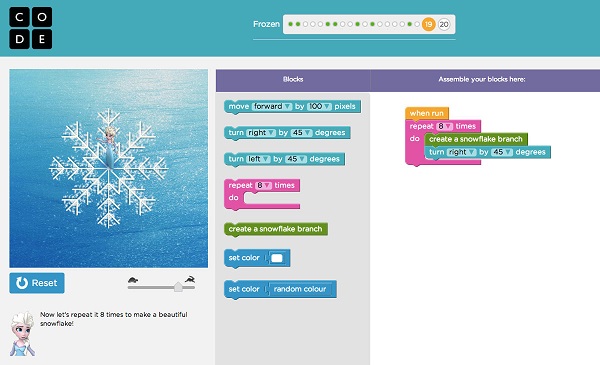 C O
D E
Frozen
19 20
Blocks
Assemble your blocks here:
move forward by 100 pixels
turn right by 45 degrees
turn left by 45 degrees
repeat 8 times
do
create a snowflake branch
set color
set color random colour
when run
repeat 8 times
do create a snowflake branch
turn right by 45 degrees
Reset
Now let's repeat it 8 times to make a beautiful
snowflake!